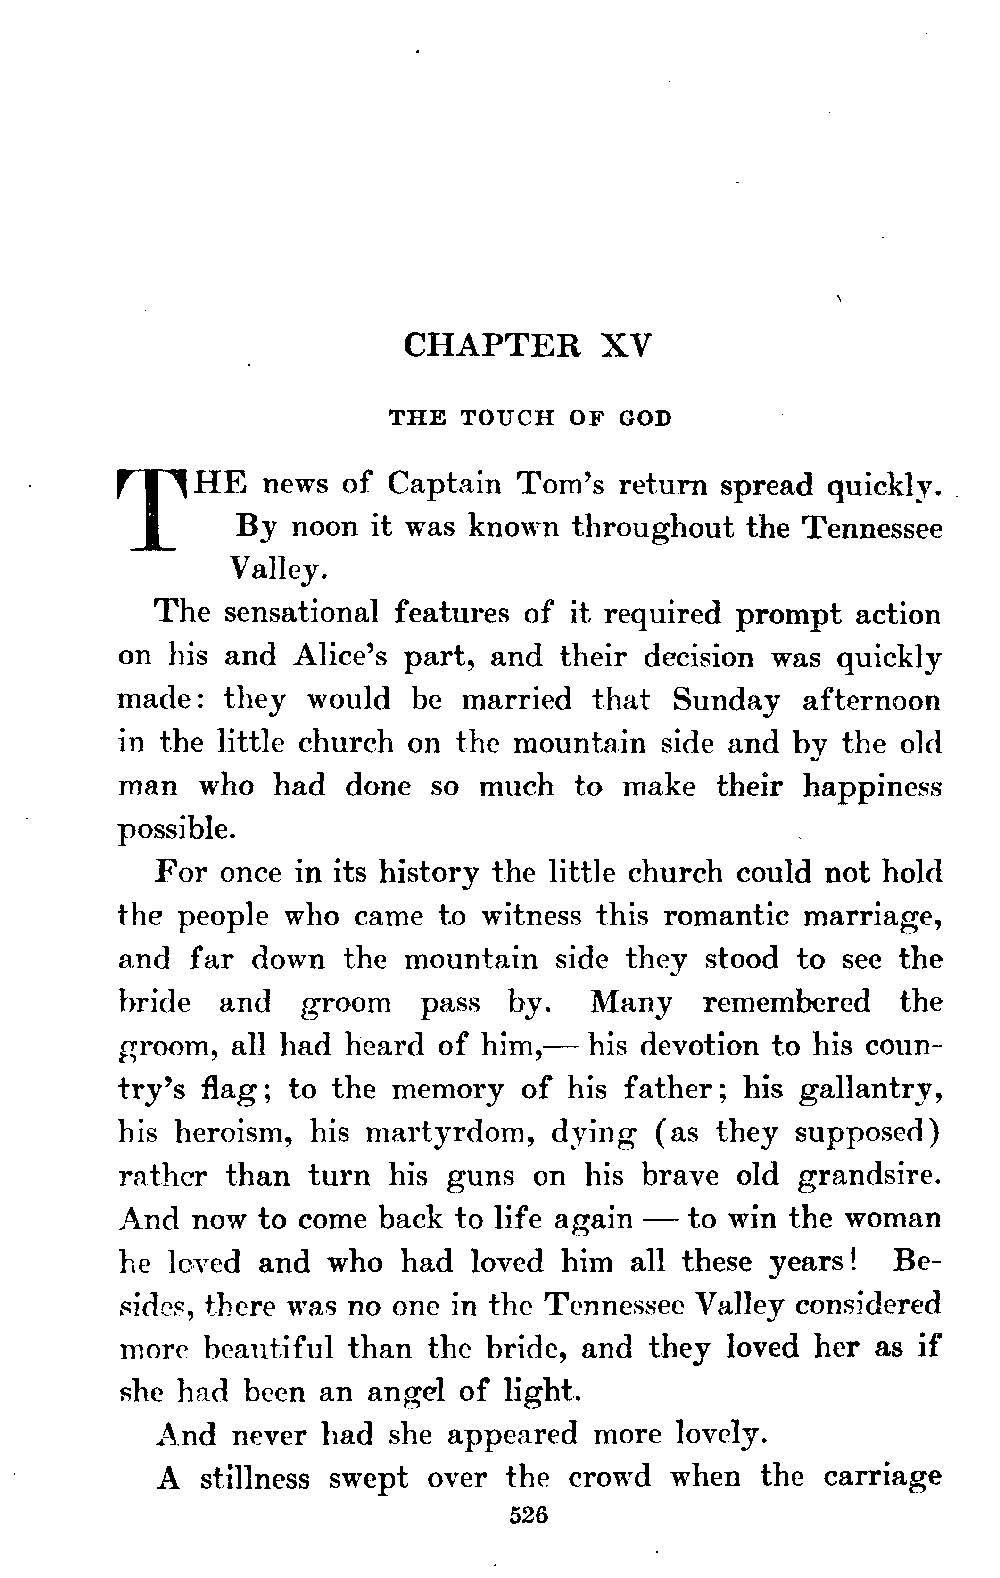 CHAPTER XV
THE TOUCH OF GOD
THE news of Captain Tom's return spread quickly.
By noon it was known throughout the Tennessee
Valley.
The sensational features of it required prompt action
on his and Alice's part, and their decision was quickly
made: they would be married that Sunday afternoon
in the little church on the mountain side and by the old
man who had done so much to make their happiness
possible.
For once in its history the little church could not hold
the people who came to witness this romantic marriage,
and far down the mountain side they stood to see the
bride and groom pass by. Many remembered the
groom, all had heard of him,— his devotion to his coun-
try's flag; to the memory of his father; his gallantry,
his heroism, his martyrdom, dying (as they supposed)
rather than turn his guns on his brave old grandsire.
And now to come back to life again — to win the woman
he loved and who had loved him all these years! Be-
sides, there was no one in the Tennessee Valley considered
more beautiful than the bride, and they loved her as if
she had been an angel of light.
And never had she appeared more lovely.
A stillness swept over the crowd when the carriage
526